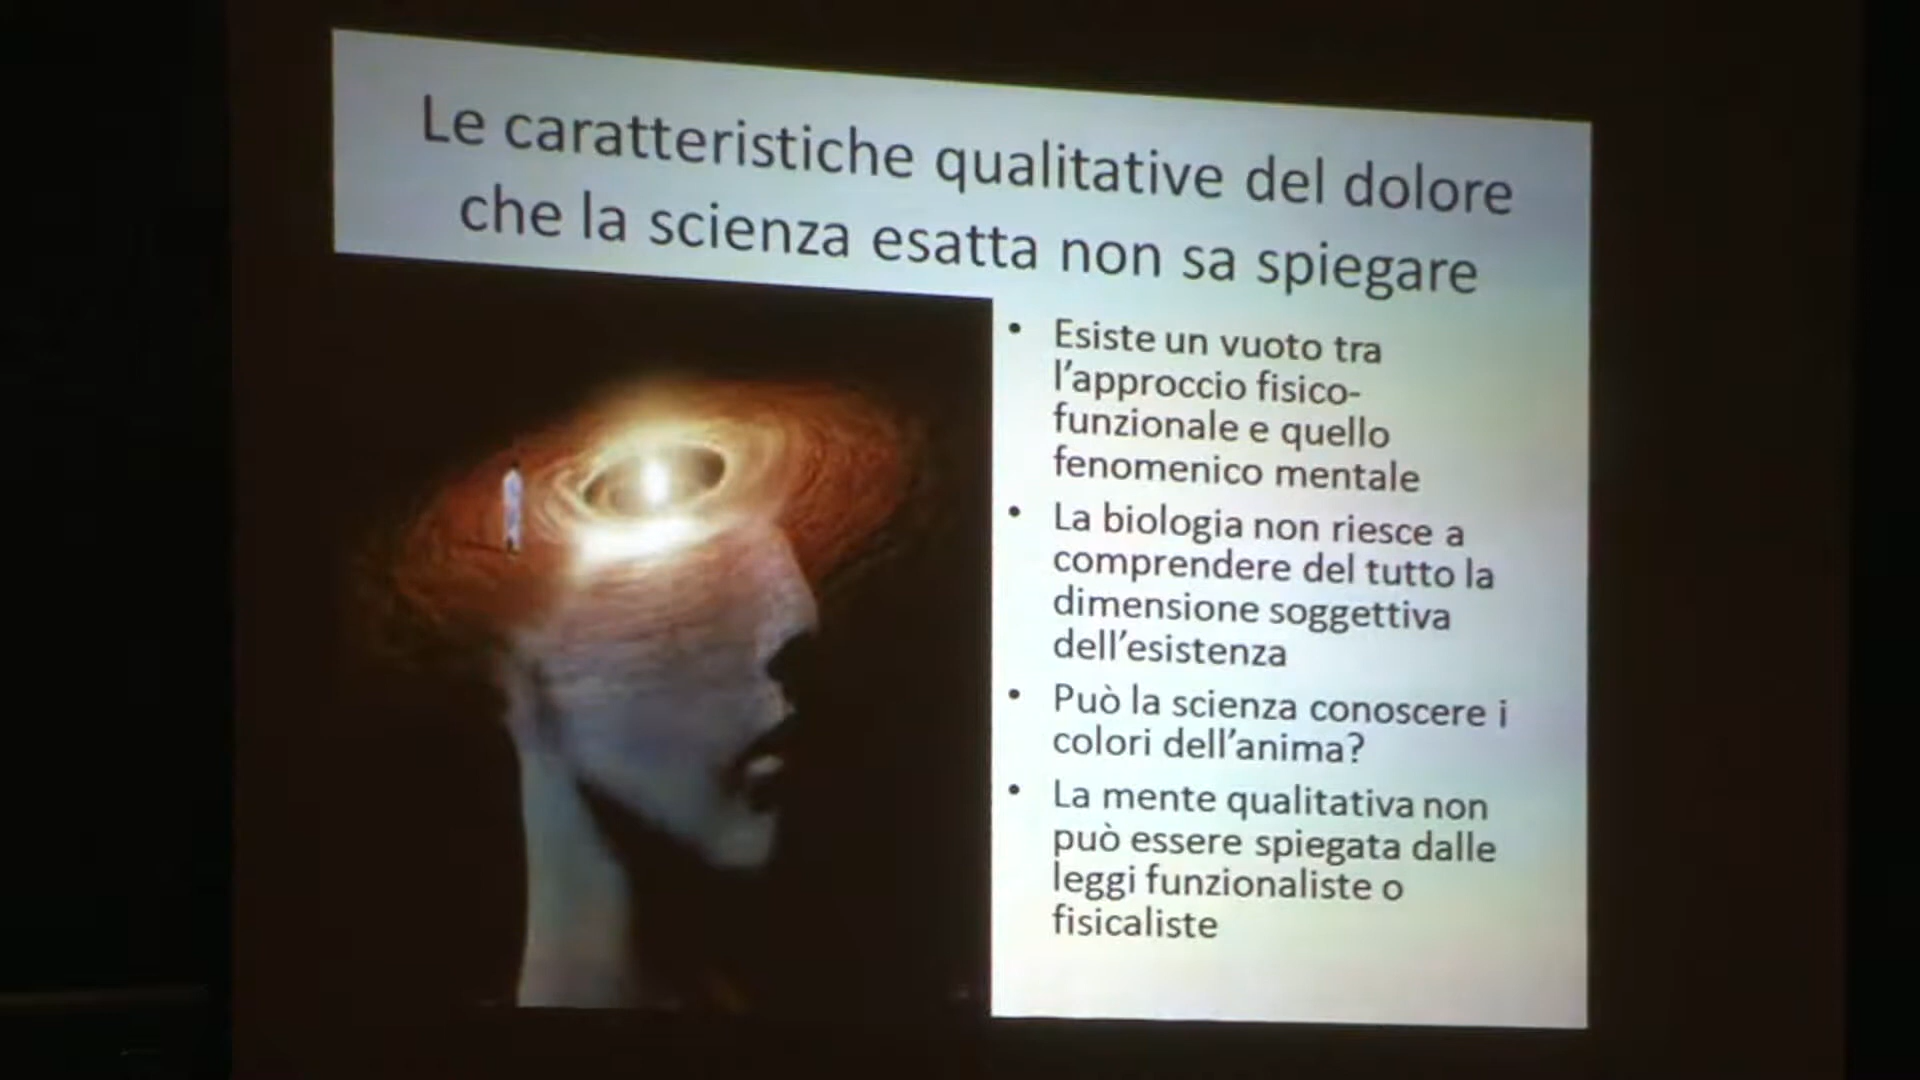 Le caratteristiche qualitative del dolore
che la scienza esatta non sa spiegare
• Esiste un vuoto tra
l'approccio fisico-
funzionale e quello
fenomenico mentale
• La biologia non riesce a
comprendere del tutto la
dimensione soggettiva
dell'esistenza
• Può la scienza conoscere i
colori dell'anima?
• La mente qualitativa non
può essere spiegata dalle
leggi funzionaliste o
fisicaliste